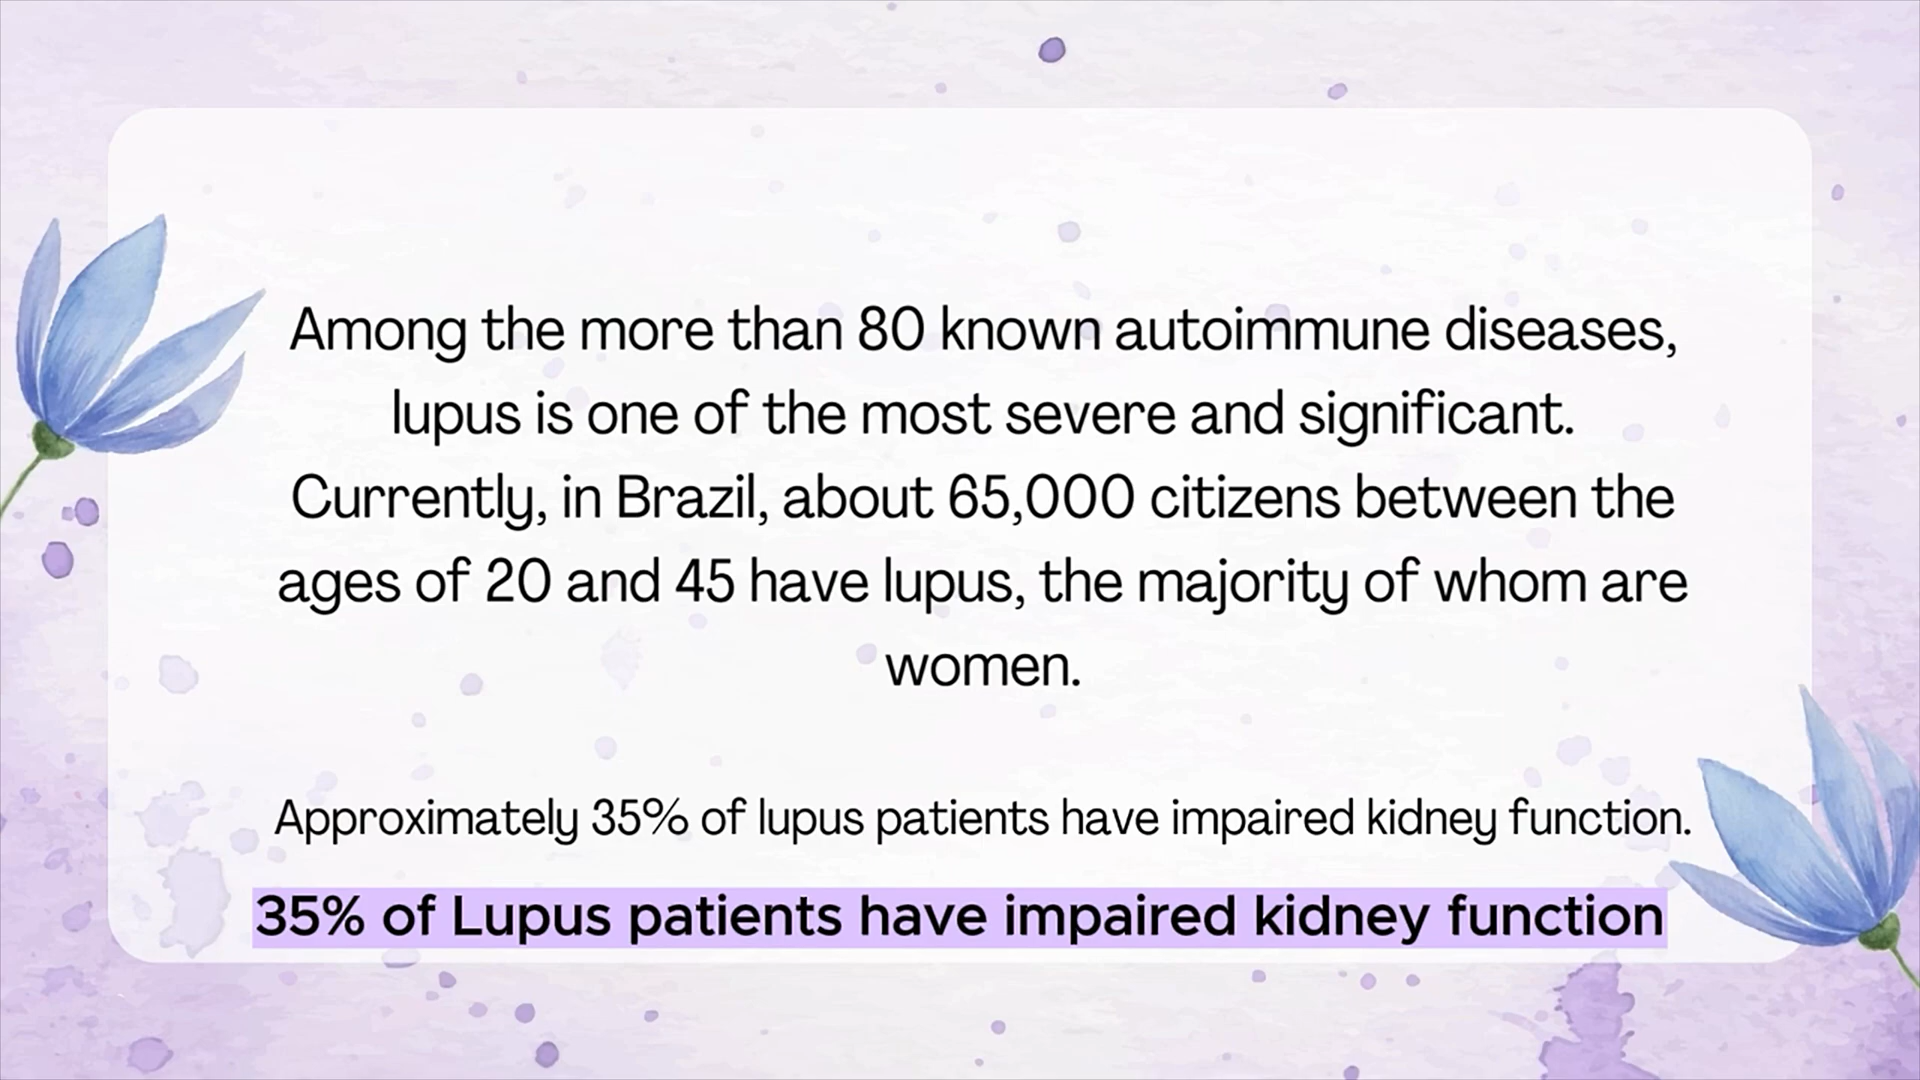 Among the more than 80 known autoimmune diseases,
lupus is one of the most severe and significant.
Currently, in Brazil, about 65,000 citizens between the
ages of 20 and 45 have lupus, the majority of whom are
women.
Approximately 35% of lupus patients have impaired kidney function.
35% of Lupus patients have impaired kidney function